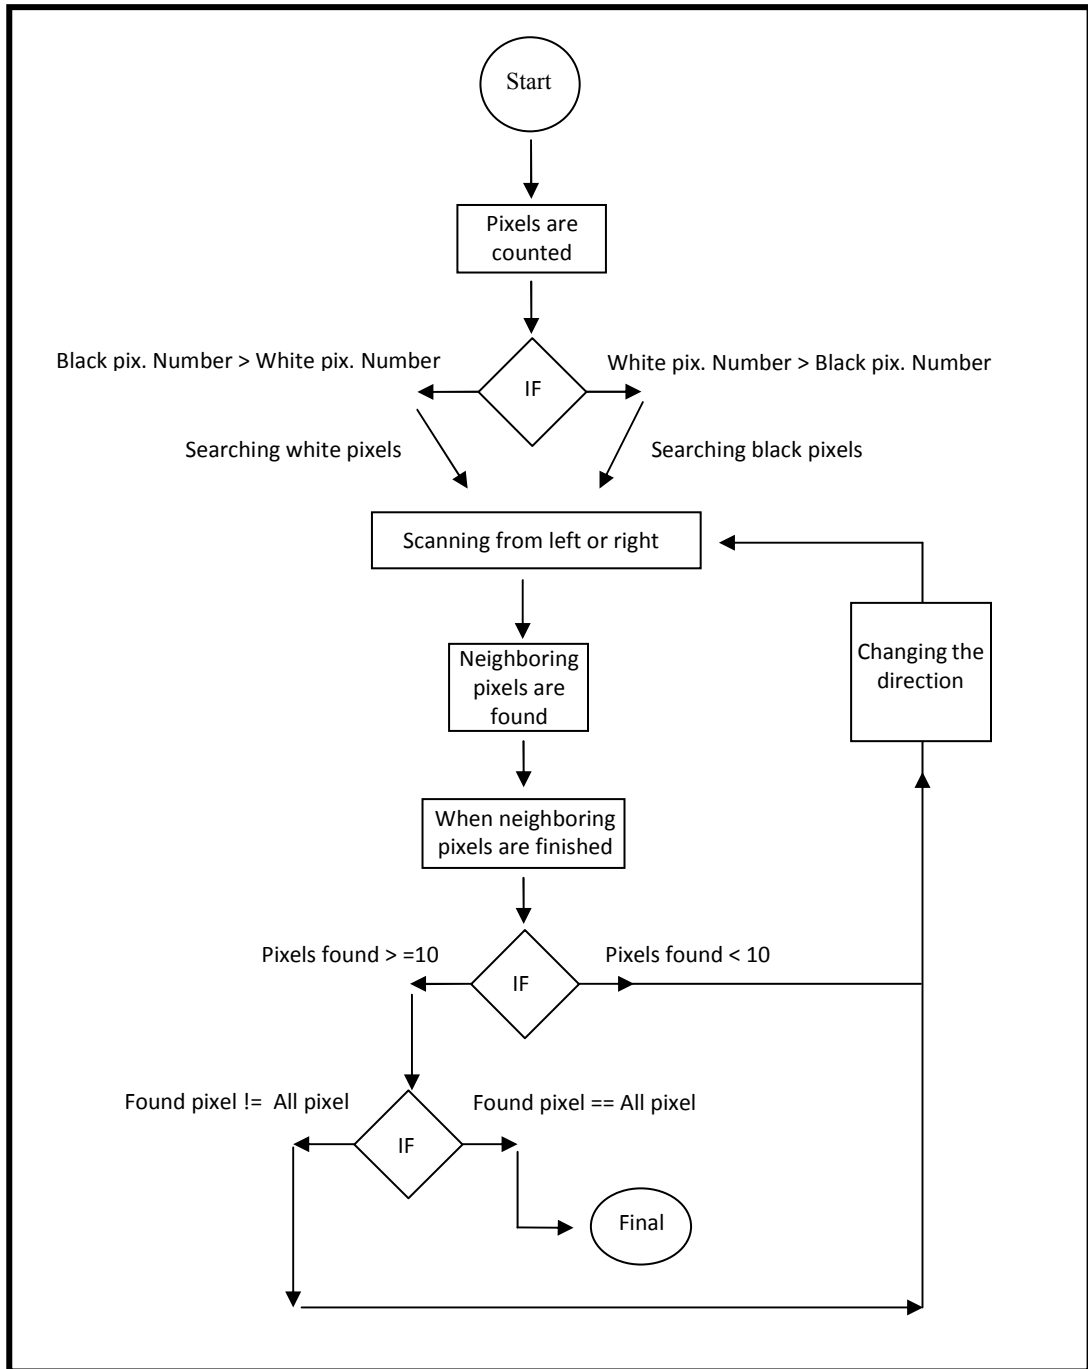 Start
Pixels are
counted
Black pix. Number > White pix. Number
White pix. Number > Black pix. Number
IF
Searching white pixels
Searching black pixels
Scanning from left or right
Neighboring
pixels are
found
Changing the
direction
When neighboring
pixels are finished
Pixels found > =10
Pixels found < 10
IF
Found pixel != All pixel
Found pixel == All pixel
IF
Final